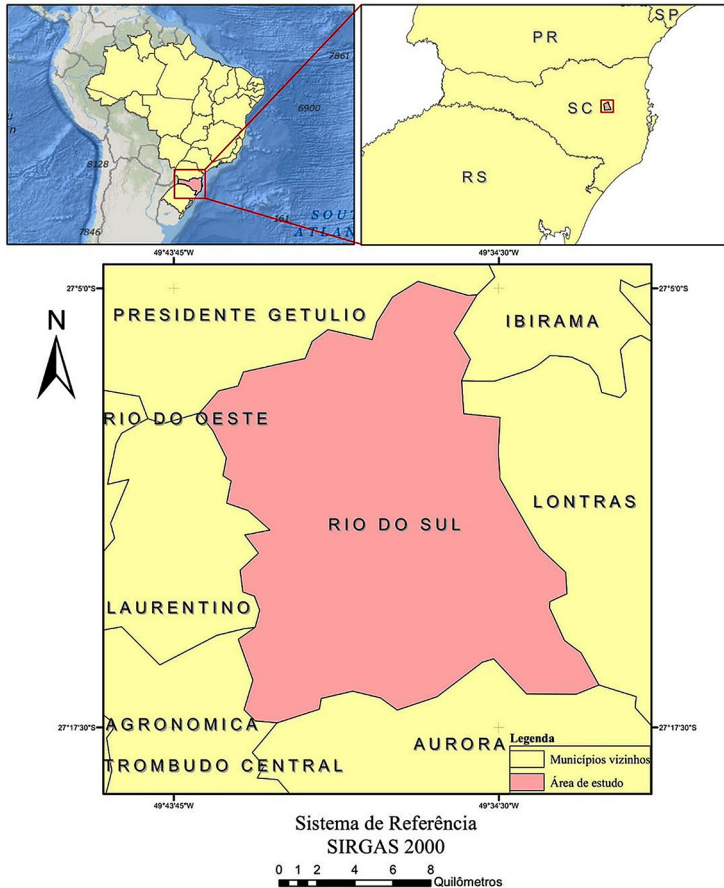 7861
6900
8128
7846
161
SOU
ATLAN
SP
PR
SC
RS
49°43'45"W
49°34'30"W
27°5'0"S
27°5'0"S
N
PRESIDENTE GETULIO
IBIRAMA
RIO DO OESTE
LONTRAS
RIO DO SUL
LAURENTINO
27°17'30"S
27°17'30"S
AGRONOMICA
AURORA
TROMBUDO CENTRAL
Legenda
Municípios vizinhos
Área de estudo
49°43'45"W
49°34'30"W
Sistema de Referência
SIRGAS 2000
0 1 2 4 6 8
Quilômetros